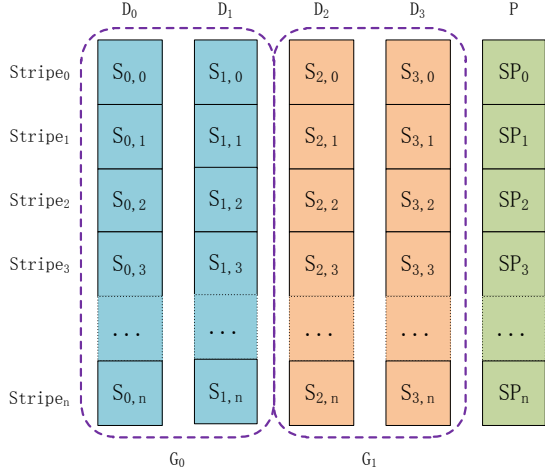 D₀ D₁ D₂ D₃ P
Stripe₀ S₀,₀ S₁,₀ S₂,₀ S₃,₀ SP₀
Stripe₁ S₀,₁ S₁,₁ S₂,₁ S₃,₁ SP₁
Stripe₂ S₀,₂ S₁,₂ S₂,₂ S₃,₂ SP₂
Stripe₃ S₀,₃ S₁,₃ S₂,₃ S₃,₃ SP₃
... ... ... ... ...
Stripeₙ S₀,ₙ S₁,ₙ S₂,ₙ S₃,ₙ SPₙ
G₀ G₁